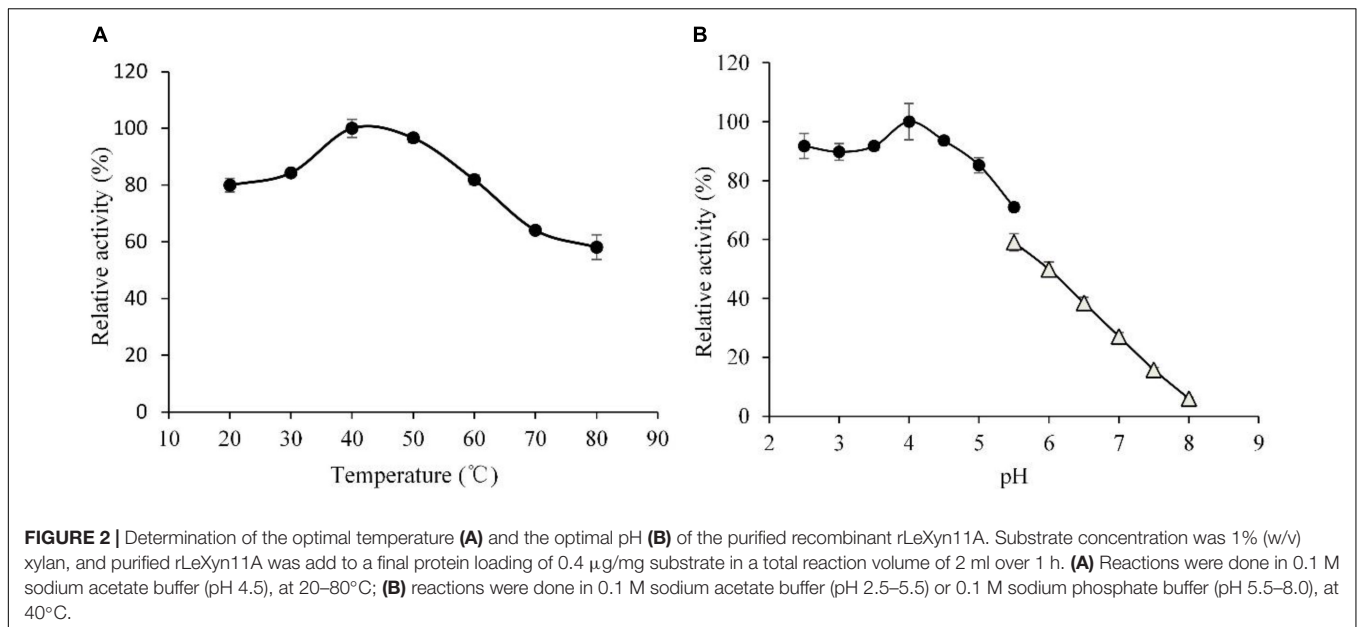 A
120
100
80
60
40
20
0
Relative activity (%)
10 20 30 40 50 60 70 80 90
Temperature (℃)
B
120
100
80
60
40
20
0
Relative activity (%)
2 3 4 5 6 7 8 9
pH
FIGURE 2 | Determination of the optimal temperature (A) and the optimal pH (B) of the purified recombinant rLeXyn11A. Substrate concentration was 1% (w/v)
xylan, and purified rLeXyn11A was add to a final protein loading of 0.4 μg/mg substrate in a total reaction volume of 2 ml over 1 h. (A) Reactions were done in 0.1 M
sodium acetate buffer (pH 4.5), at 20–80°C; (B) reactions were done in 0.1 M sodium acetate buffer (pH 2.5–5.5) or 0.1 M sodium phosphate buffer (pH 5.5–8.0), at
40°C.